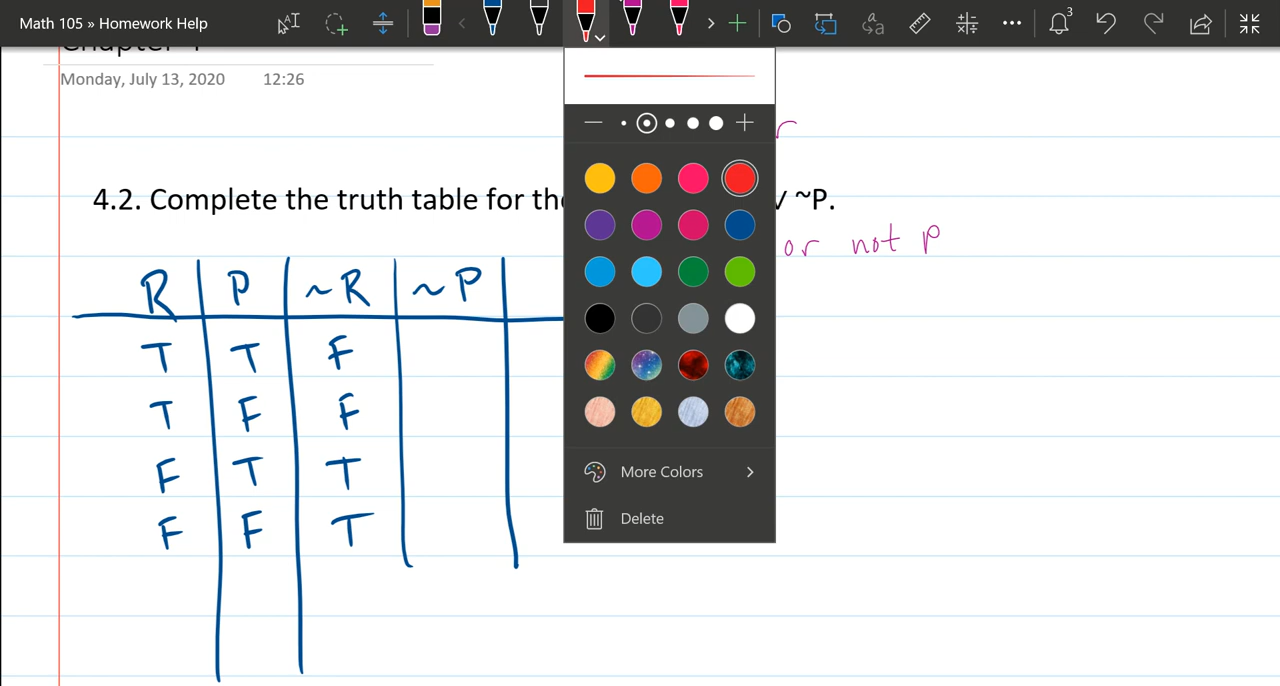 Math 105 » Homework Help
3
Monday, July 13, 2020 12:26
4.2. Complete the truth table for ∨ ~P.
or not p
R P ~R ~P
T T F
T F F
F T T
F F T
More Colors
Delete